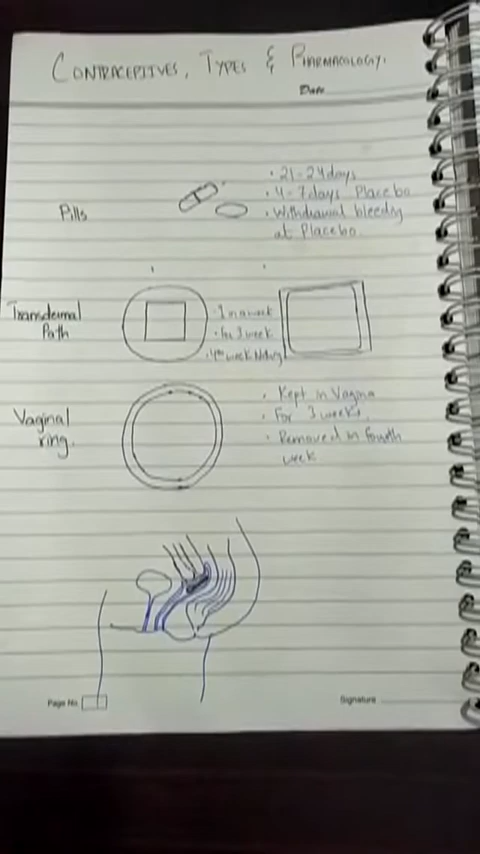 CONTRACEPTIVES, TYPES & PHARMACOLOGY.
Date
Pills
• 21-24 days
• 4-7 days Placebo
• Withdrawal bleeding
at Placebo.
Transdermal
Path
• 1 in a week
• for 3 week
• 4th week
Vaginal
ring.
• Kept in Vagina
• For 3 weeks.
• Removed in fourth
week
Page No.
Signature